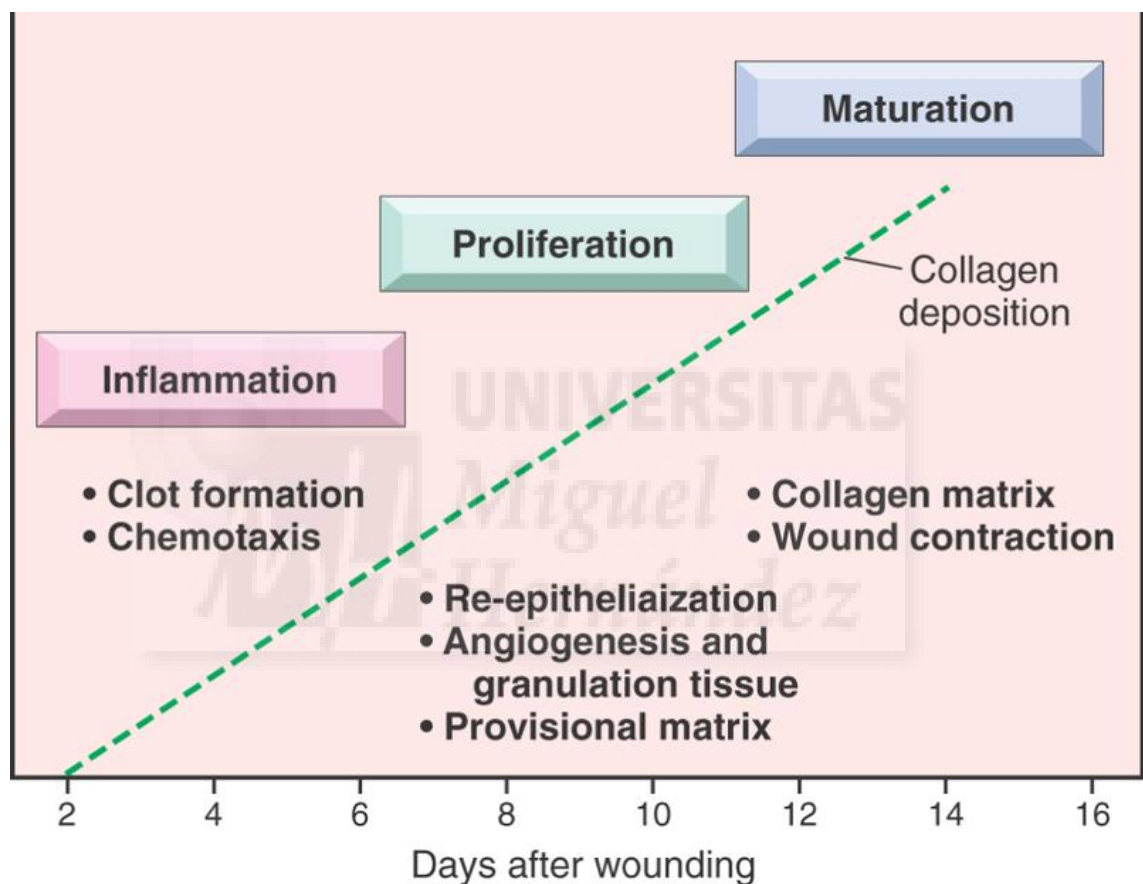 Maturation
Proliferation
Collagen
deposition
Inflammation
UNIVERSITAS
Miguel
Hernández
• Clot formation
• Chemotaxis
• Collagen matrix
• Wound contraction
• Re-epitheliaization
• Angiogenesis and
granulation tissue
• Provisional matrix
2 4 6 8 10 12 14 16
Days after wounding